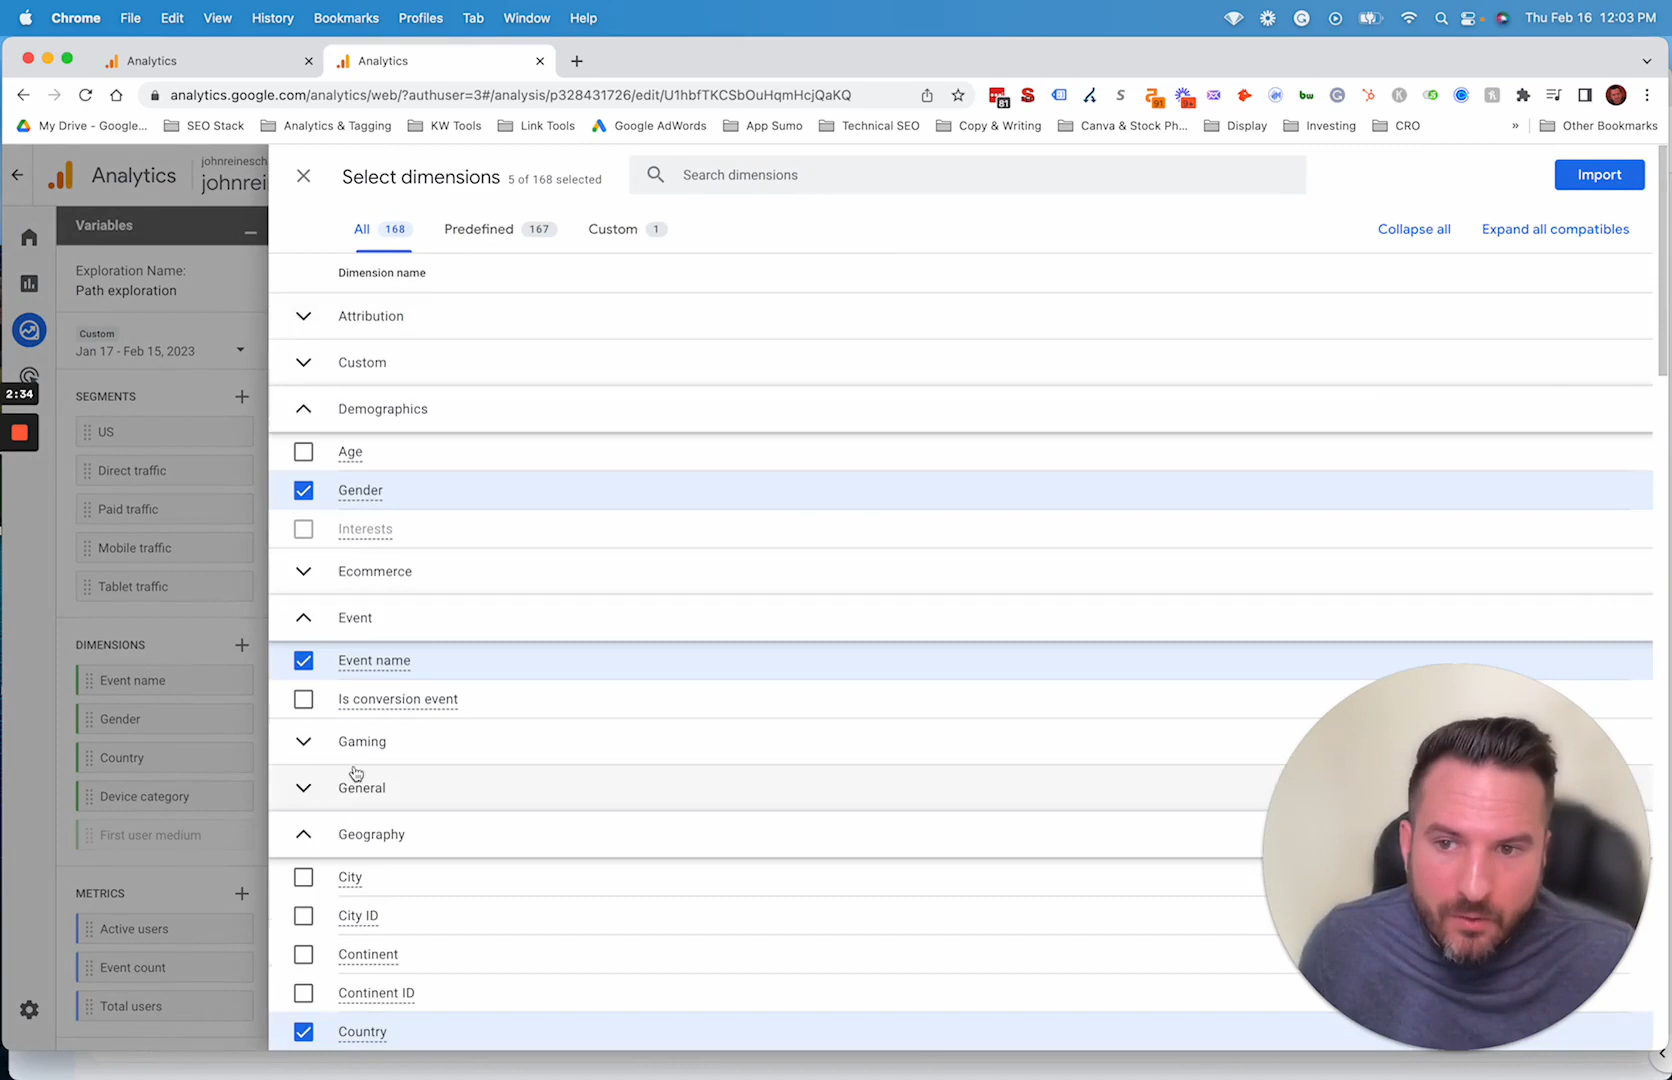 Chrome File Edit View History Bookmarks Profiles Tab Window Help Thu Feb 16 12:03 PM
Analytics Analytics
analytics.google.com/analytics/web/?authuser=3#/analysis/p328431726/edit/U1hbfTKCSbOuHqmHcjQaKQ
My Drive - Google... SEO Stack Analytics & Tagging KW Tools Link Tools Google AdWords App Sumo Technical SEO Copy & Writing Canva & Stock Ph... Display Investing CRO » Other Bookmarks
Analytics
johnreinesch
johnrein
Select dimensions 5 of 168 selected
Search dimensions
Import
All 168 Predefined 167 Custom 1
Collapse all Expand all compatibles
Variables
Exploration Name:
Path exploration
Custom
Jan 17 - Feb 15, 2023
2:34
SEGMENTS
US
Direct traffic
Paid traffic
Mobile traffic
Tablet traffic
DIMENSIONS
Event name
Gender
Country
Device category
First user medium
METRICS
Active users
Event count
Total users
Dimension name
Attribution
Custom
Demographics
Age
Gender
Interests
Ecommerce
Event
Event name
Is conversion event
Gaming
General
Geography
City
City ID
Continent
Continent ID
Country